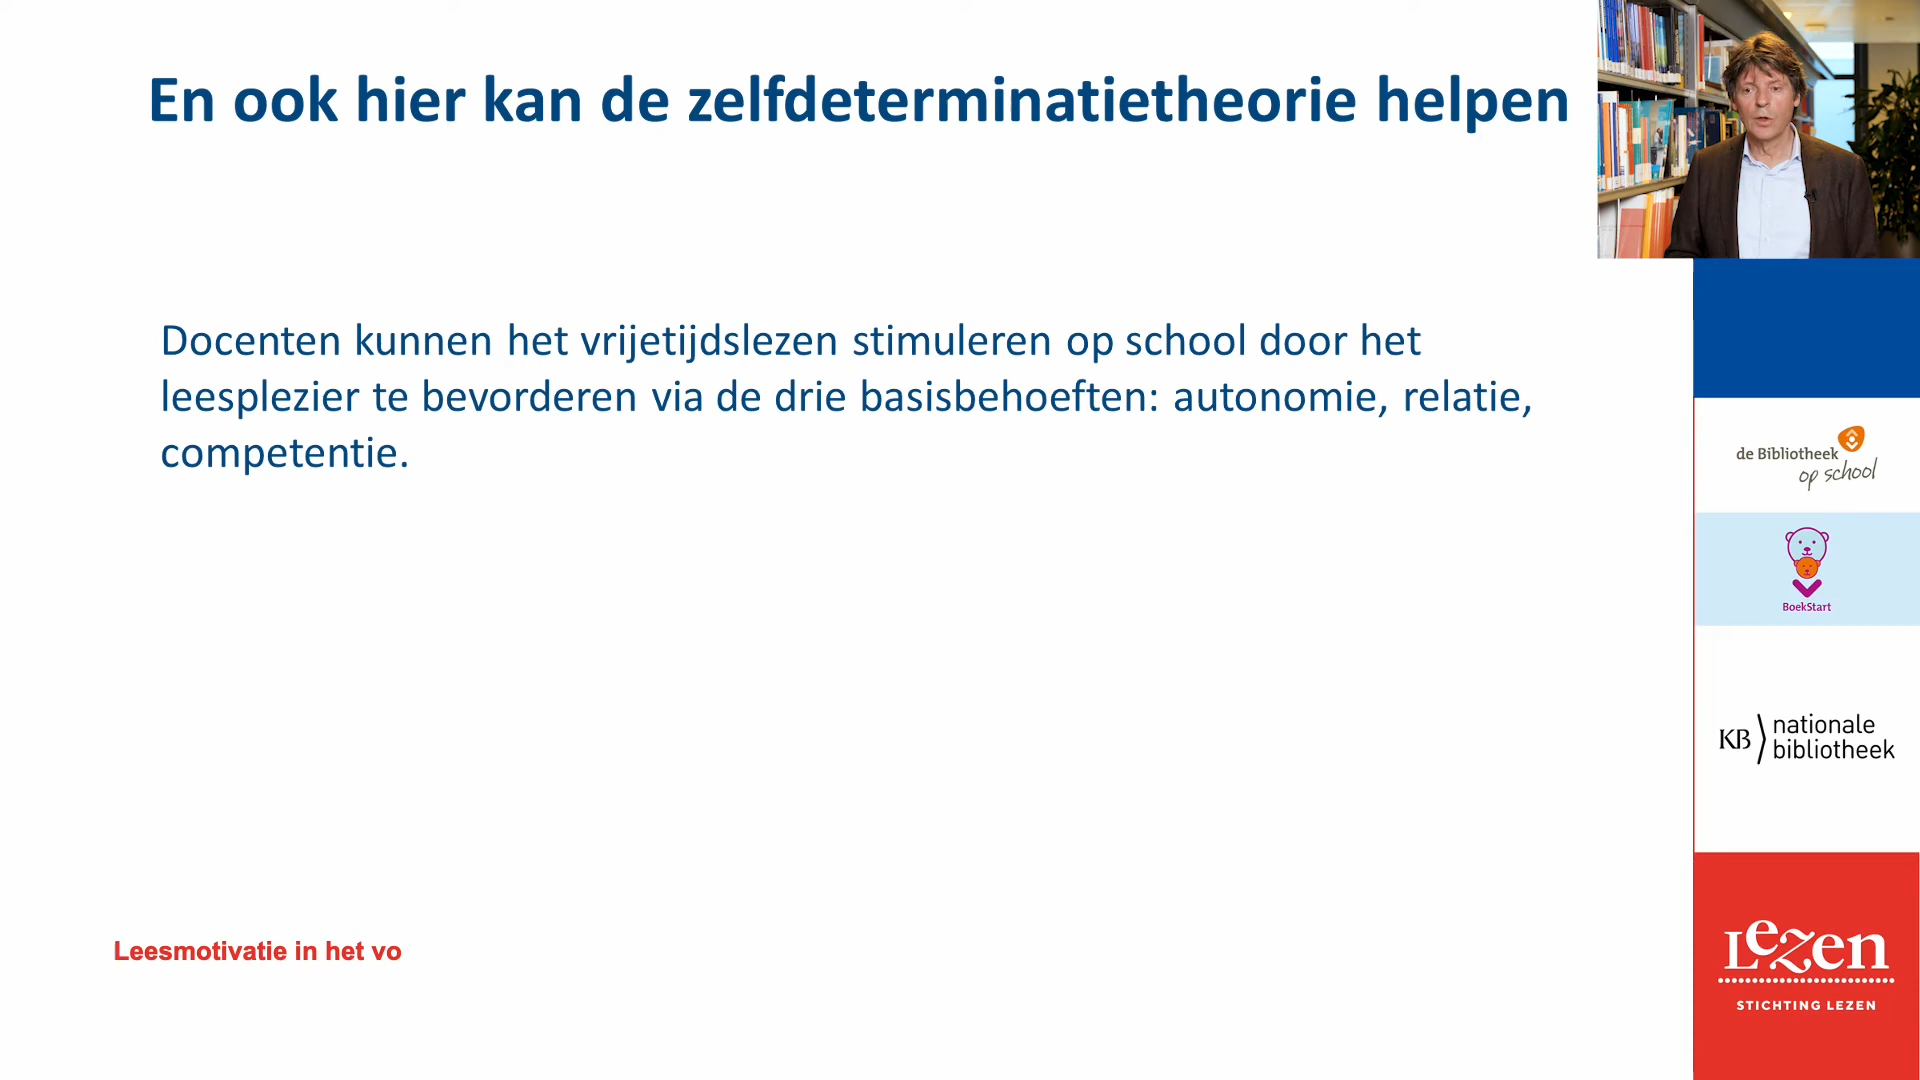 En ook hier kan de zelfdeterminatietheorie helpen
Docenten kunnen het vrijetijdslezen stimuleren op school door het
leesplezier te bevorderen via de drie basisbehoeften: autonomie, relatie,
competentie.
de Bibliotheek
op school
BoekStart
KB nationale
bibliotheek
Leesmotivatie in het vo
Lezen
STICHTING LEZEN